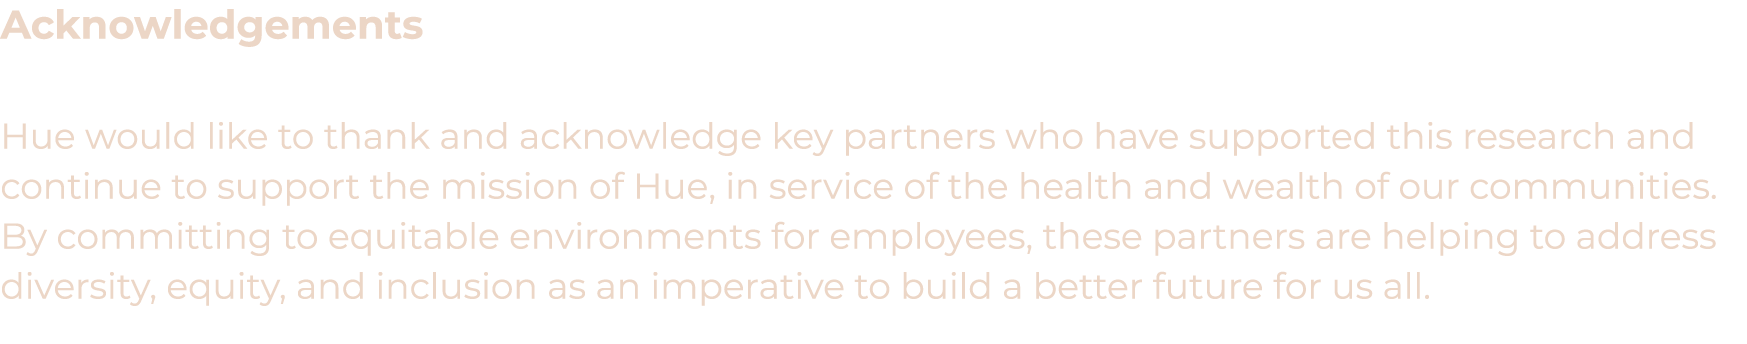 Acknowledgements
Hue would like to thank and acknowledge key partners who have supported this research and
continue to support the mission of Hue, in service of the health and wealth of our communities.
By committing to equitable environments for employees, these partners are helping to address
diversity, equity, and inclusion as an imperative to build a better future for us all.